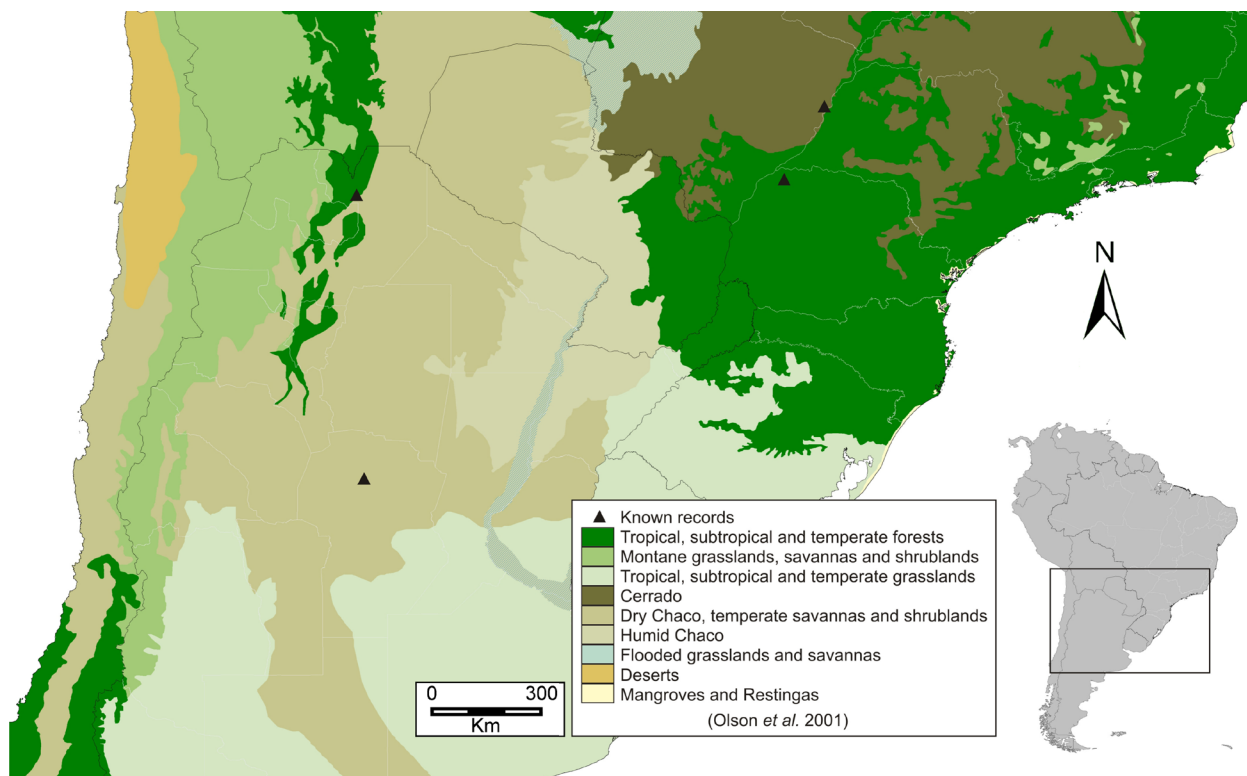 N
Known records
Tropical, subtropical and temperate forests
Montane grasslands, savannas and shrublands
Tropical, subtropical and temperate grasslands
Cerrado
Dry Chaco, temperate savannas and shrublands
Humid Chaco
Flooded grasslands and savannas
Deserts
Mangroves and Restingas
(Olson et al. 2001)
0 300
Km